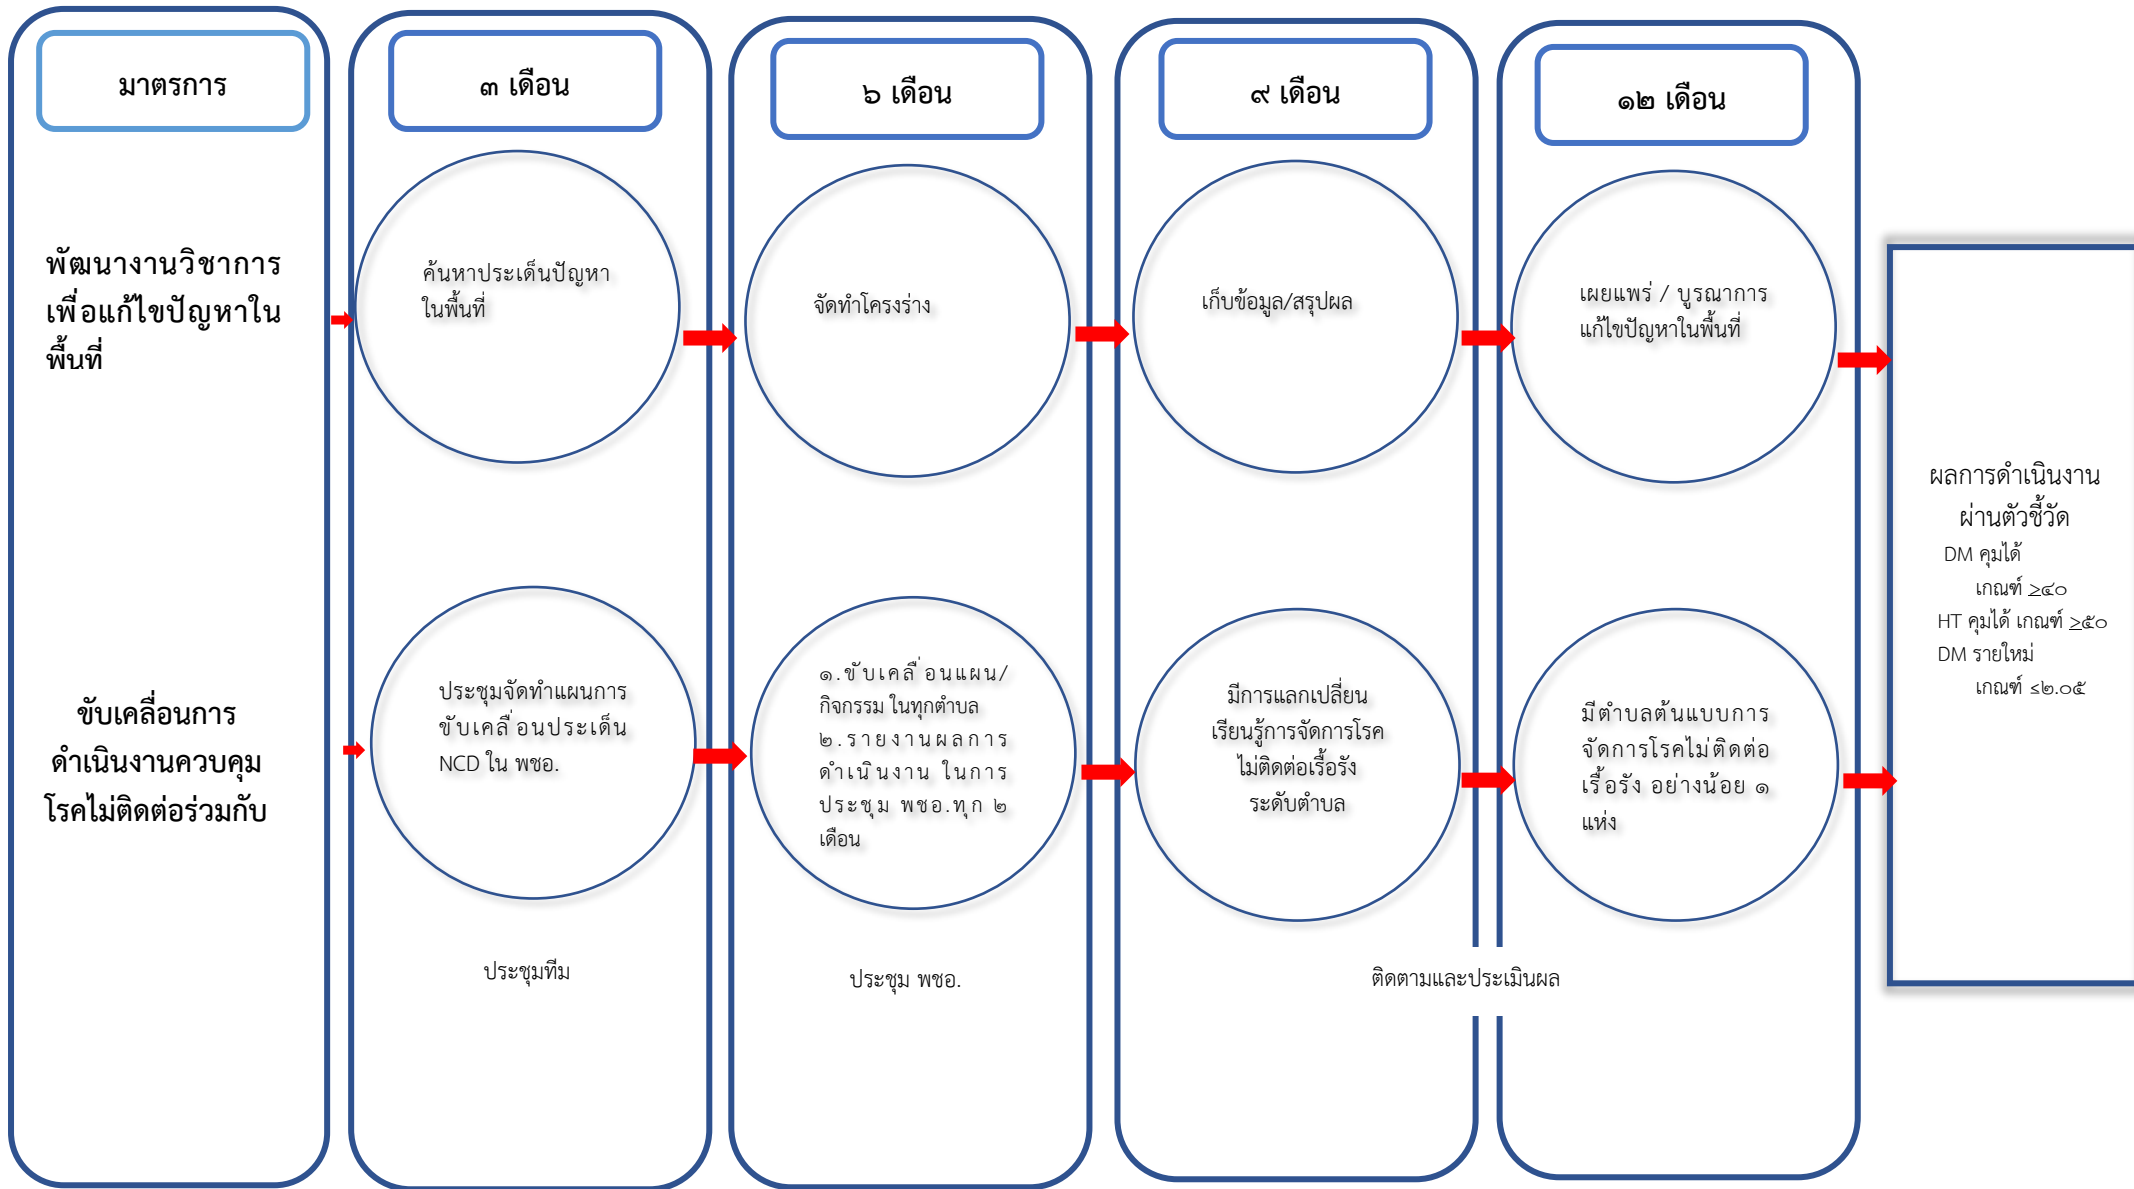 มาตรการ
๓ เดือน
๖ เดือน
๙ เดือน
๑๒ เดือน
พัฒนางานวิชาการ
เพื่อแก้ไขปัญหาใน
พื้นที่
ค้นหาประเด็นปัญหา
ในพื้นที่
จัดทำโครงร่าง
เก็บข้อมูล/สรุปผล
เผยแพร่ / บูรณาการ
แก้ไขปัญหาในพื้นที่
ขับเคลื่อนการ
ดำเนินงานควบคุม
โรคไม่ติดต่อร่วมกับ
ประชุมจัดทำแผนการ
ขับเคลื่อนประเด็น
NCD ใน พชอ.
๑.ขับเคลื่อนแผน/
กิจกรรม ในทุกตำบล
๒.รายงานผลการ
ดำเนินงาน ในการ
ประชุม พชอ.ทุก ๒
เดือน
มีการแลกเปลี่ยน
เรียนรู้การจัดการโรค
ไม่ติดต่อเรื้อรัง
ระดับตำบล
มีตำบลต้นแบบการ
จัดการโรคไม่ติดต่อ
เรื้อรัง อย่างน้อย ๑
แห่ง
ผลการดำเนินงาน
ผ่านตัวชี้วัด
DM คุมได้
เกณฑ์ ≥๔๐
HT คุมได้ เกณฑ์ ≥๕๐
DM รายใหม่
เกณฑ์ ≤๒.๐๕
ประชุมทีม
ประชุม พชอ.
ติดตามและประเมินผล